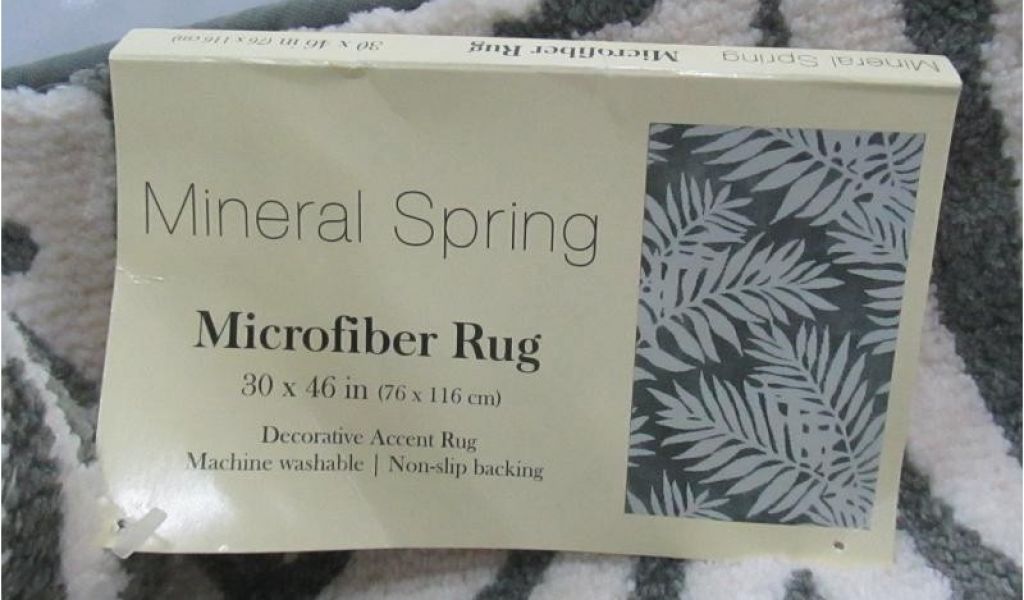 Mineral Spring Microfiber Rug 30 x 46 in (76 x 116 cm)
Mineral Spring
Microfiber Rug
30 x 46 in (76 x 116 cm)
Decorative Accent Rug
Machine washable | Non-slip backing